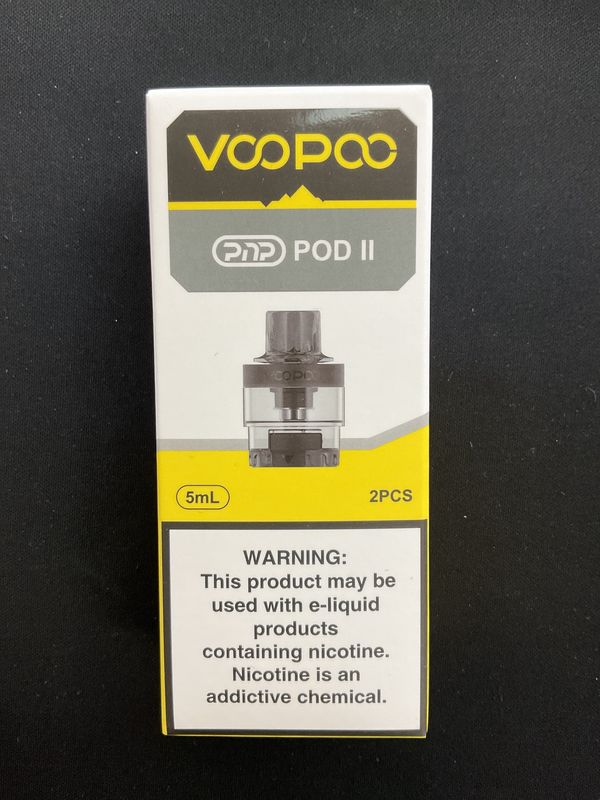 VOOPOO
PNP POD II
VOOPOO
5mL
2PCS
WARNING:
This product may be
used with e-liquid
products
containing nicotine.
Nicotine is an
addictive chemical.